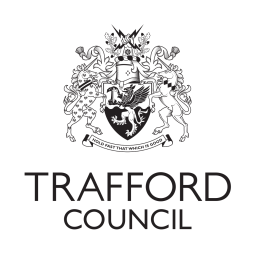 HOLD FAST THAT WHICH IS GOOD
TRAFFORD
COUNCIL